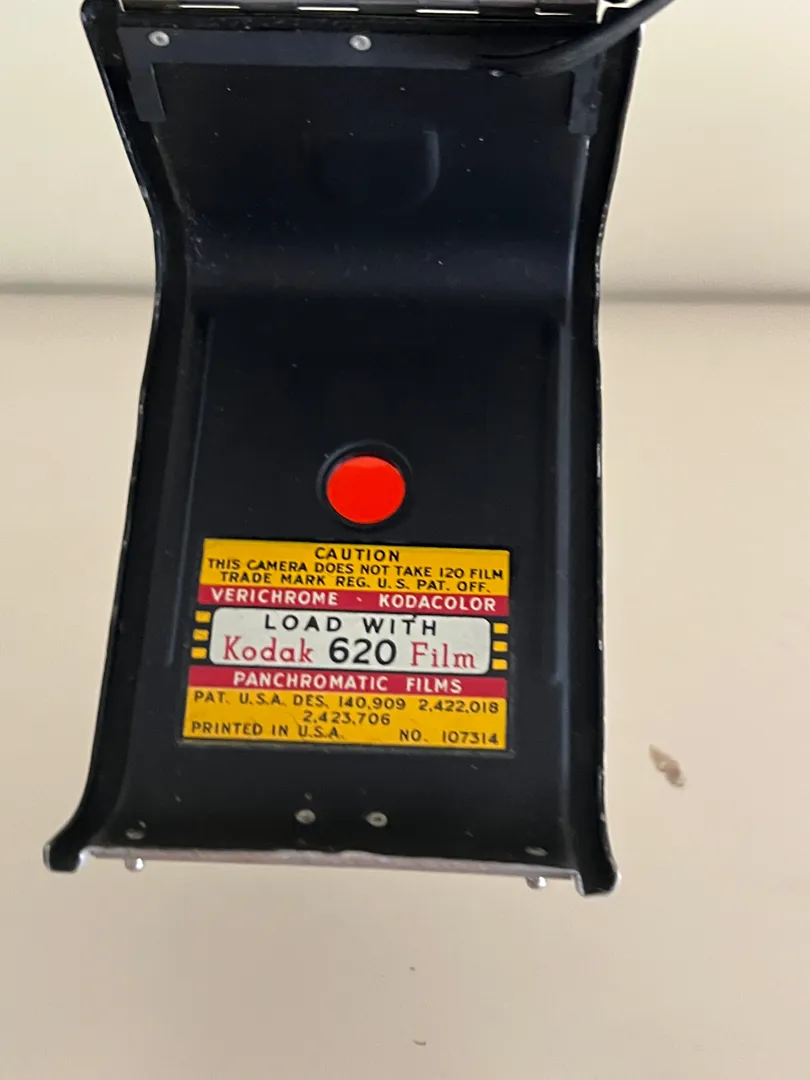 CAUTION
THIS CAMERA DOES NOT TAKE 120 FILM
TRADE MARK REG. U.S. PAT. OFF.
VERICHROME · KODACOLOR
LOAD WITH
Kodak 620 Film
PANCHROMATIC FILMS
PAT. U.S.A. DES. 140,909 2,422,018
2,423,706
PRINTED IN U.S.A. NO. 107314